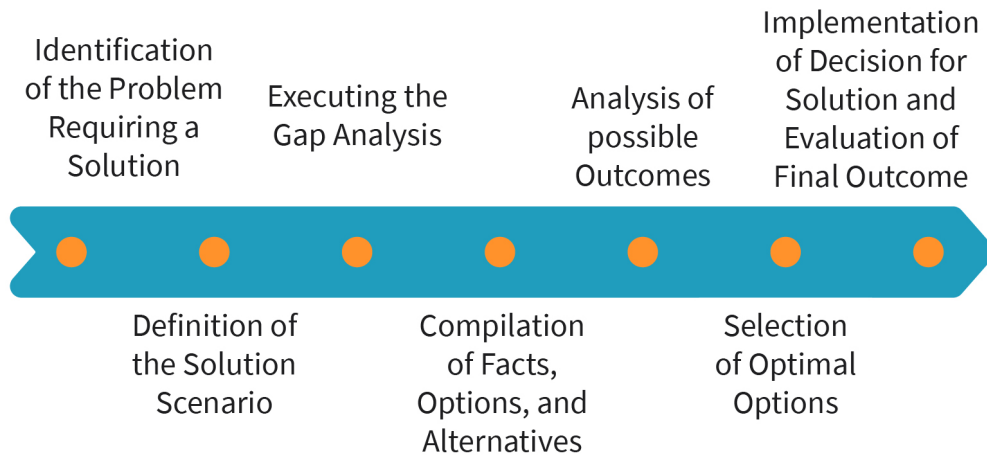 Identification
of the Problem
Requiring a
Solution
Definition of
the Solution
Scenario
Executing the
Gap Analysis
Compilation
of Facts,
Options, and
Alternatives
Analysis of
possible
Outcomes
Selection
of Optimal
Options
Implementation
of Decision for
Solution and
Evaluation of
Final Outcome